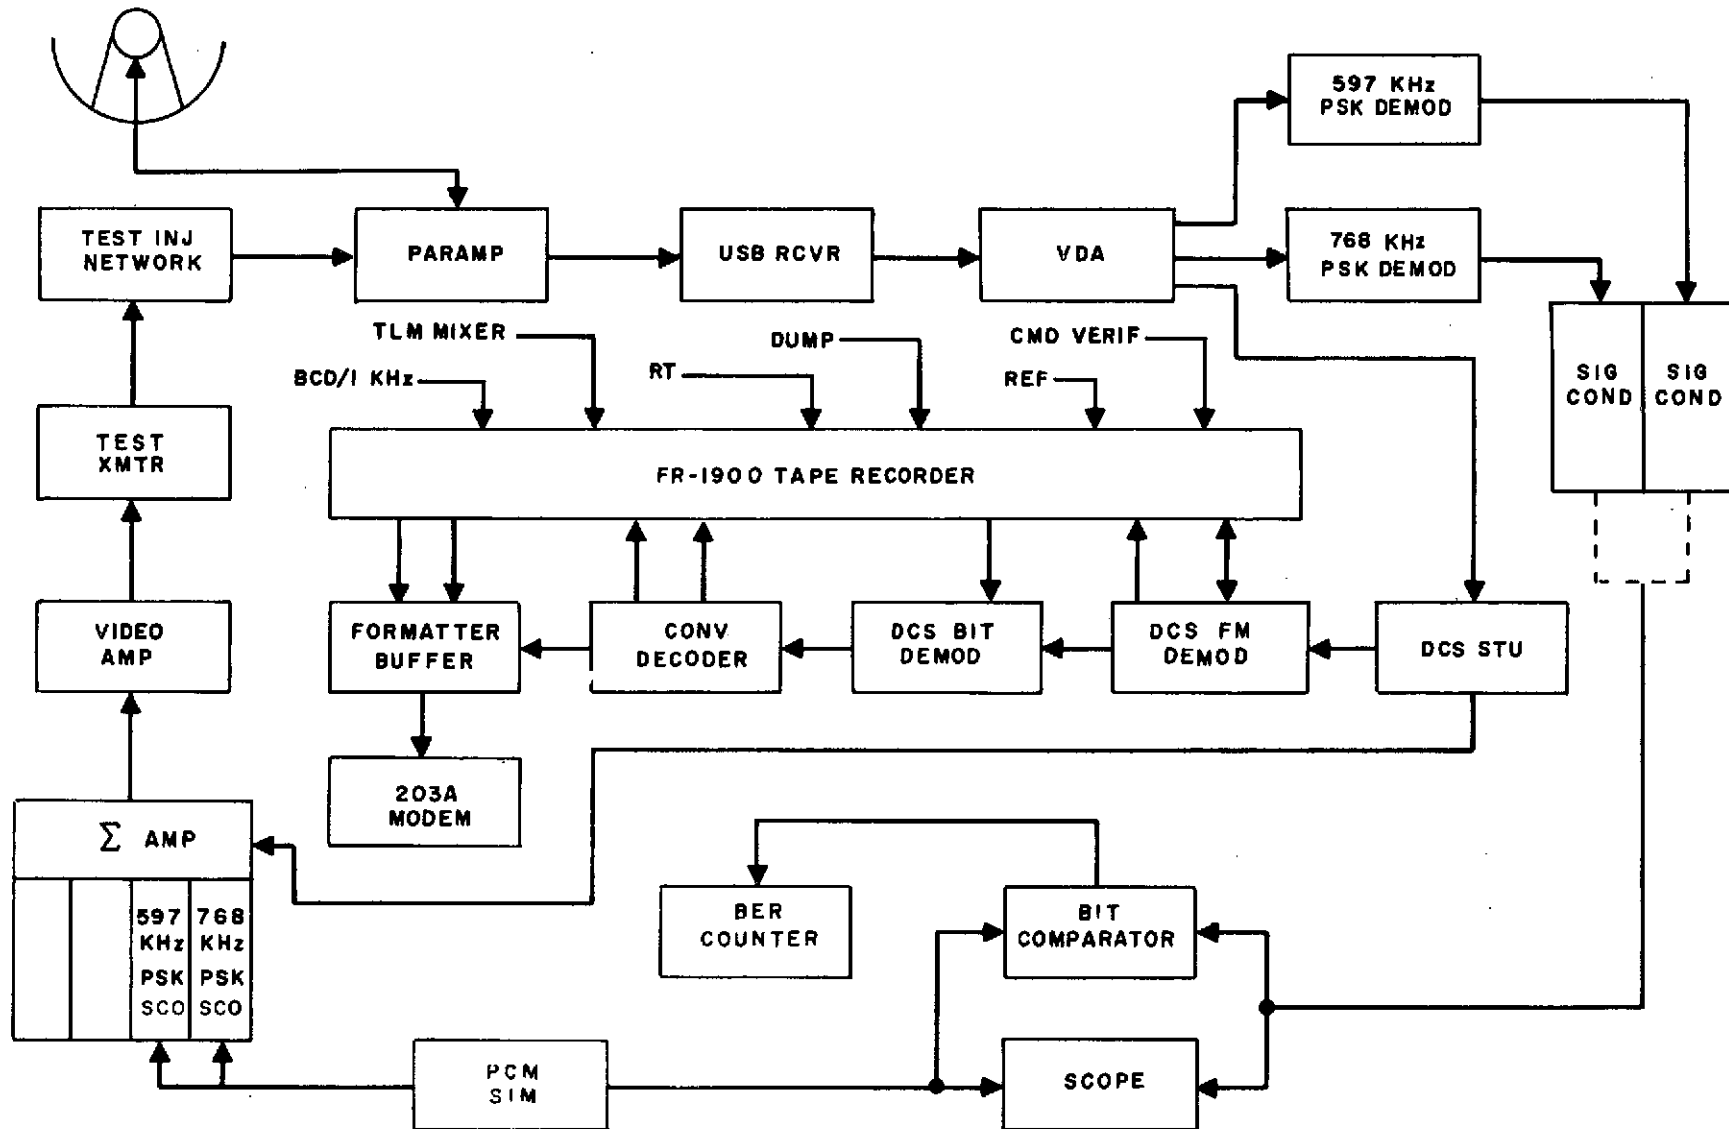 597 KHz
PSK DEMOD
TEST INJ
NETWORK
PARAMP
USB RCVR
VDA
768 KHz
PSK DEMOD
TLM MIXER
DUMP
CMD VERIF
BCD/1 KHz
RT
REF
SIG
COND
SIG
COND
TEST
XMTR
FR-1900 TAPE RECORDER
VIDEO
AMP
FORMATTER
BUFFER
CONV
DECODER
DCS BIT
DEMOD
DCS FM
DEMOD
DCS STU
203A
MODEM
Σ AMP
597
KHz
PSK
SCO
768
KHz
PSK
SCO
BER
COUNTER
BIT
COMPARATOR
PCM
SIM
SCOPE